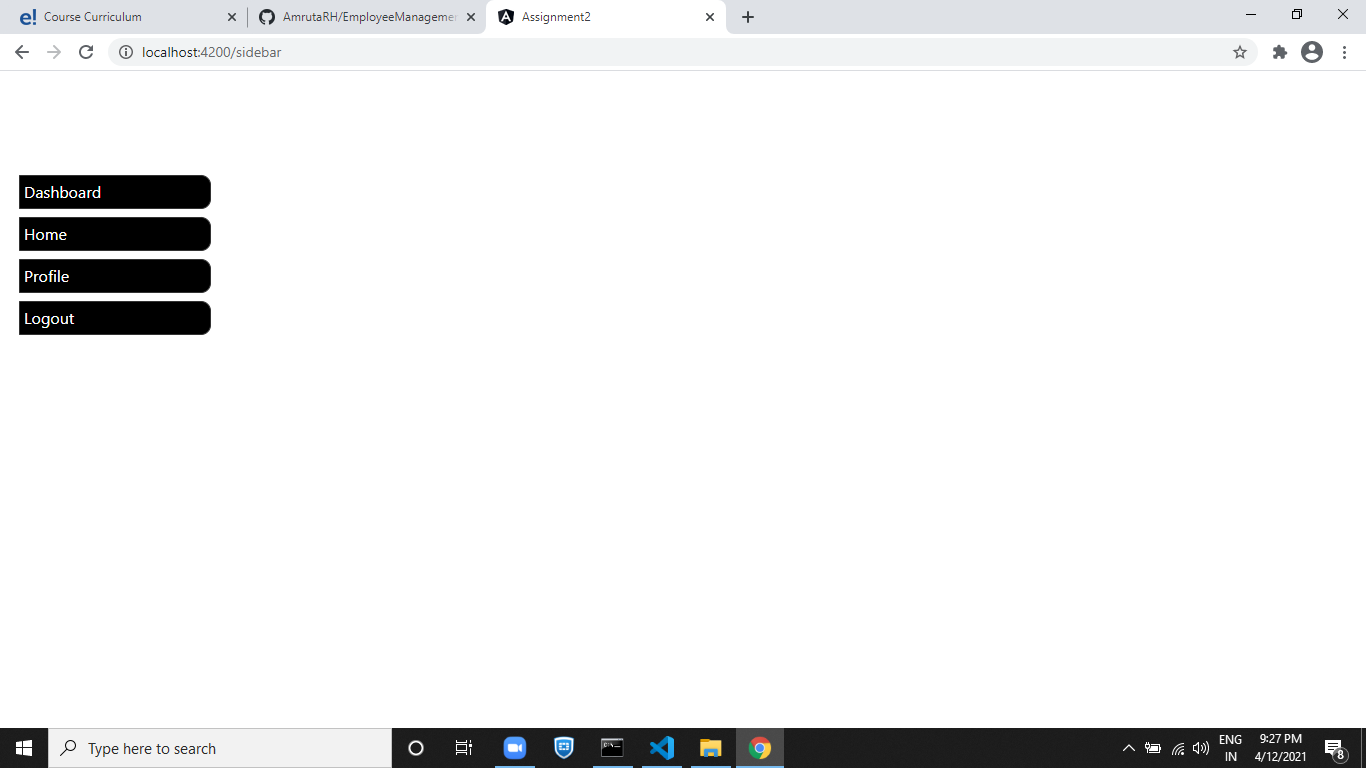 e! Course Curriculum
AmrutaRH/EmployeeManagemen
Assignment2
localhost:4200/sidebar
Dashboard
Home
Profile
Logout
Type here to search
ENG
IN
9:27 PM
4/12/2021
8